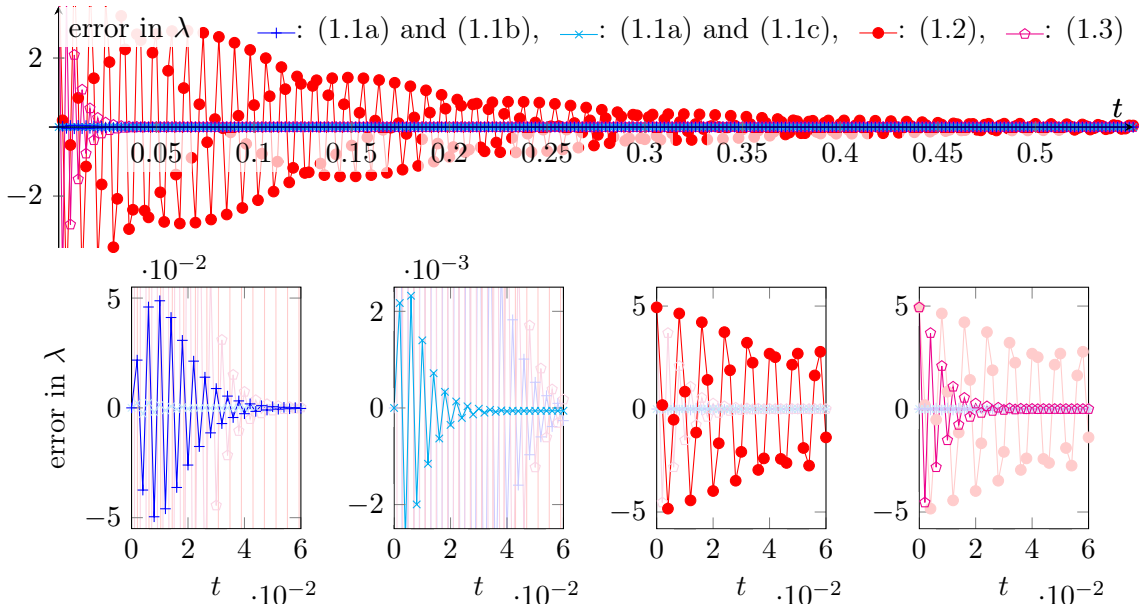 error in λ : (1.1a) and (1.1b), : (1.1a) and (1.1c), : (1.2), : (1.3)
2
t
0.05 0.1 0.15 0.2 0.25 0.3 0.35 0.4 0.45 0.5
−2
·10−2 ·10−3
error in λ
5 0 −5
0 2 4 6
t
·10−2
2 0 −2
0 2 4 6
t
·10−2
5 0 −5
0 2 4 6
t
·10−2
5 0 −5
0 2 4 6
t
·10−2